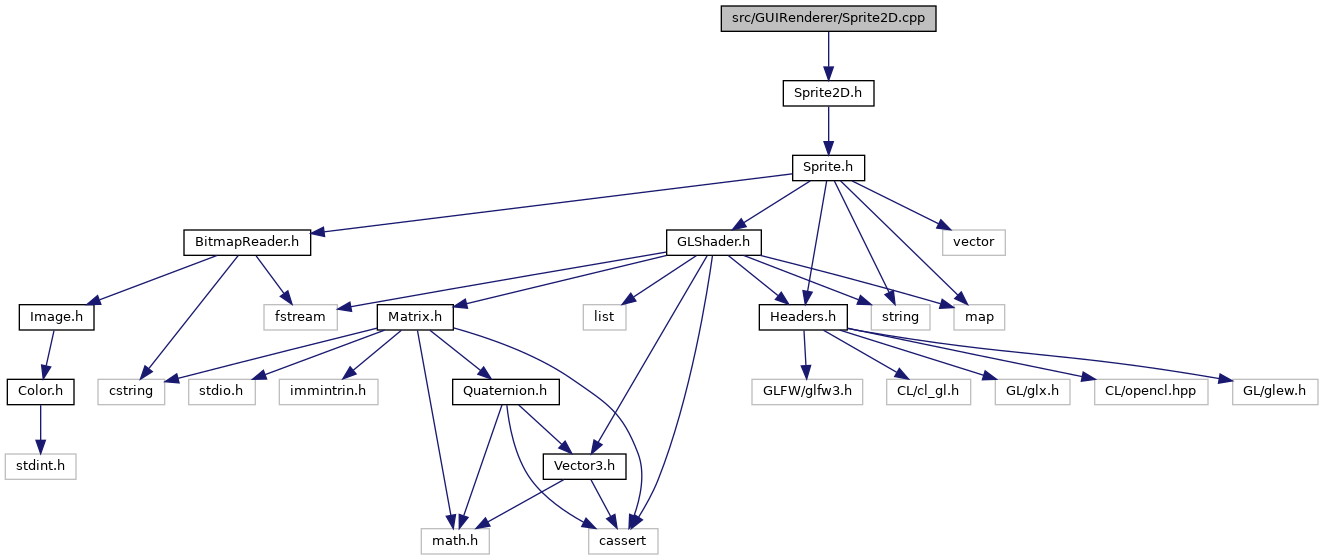 src/GUIRenderer/Sprite2D.cpp
Sprite2D.h
Sprite.h
BitmapReader.h
GLShader.h
vector
Image.h
fstream
Matrix.h
list
Headers.h
string
map
Color.h
cstring
stdio.h
immintrin.h
Quaternion.h
GLFW/glfw3.h
CL/cl_gl.h
GL/glx.h
CL/opencl.hpp
GL/glew.h
stdint.h
Vector3.h
math.h
cassert